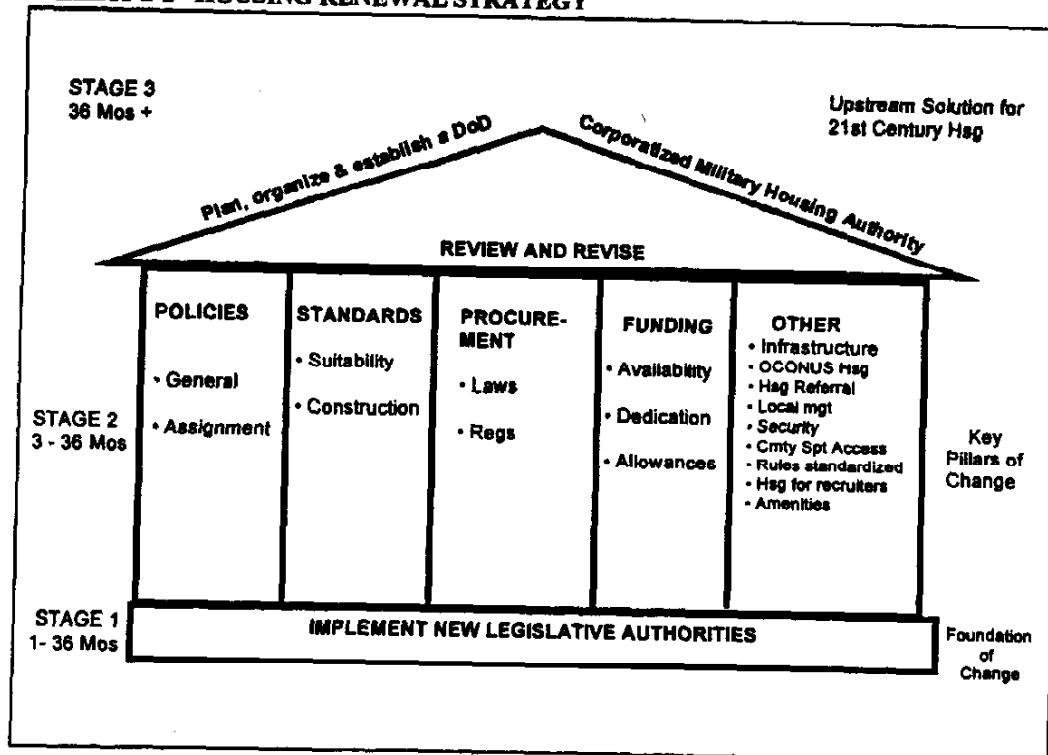 HOUSING RENEWAL STRATEGY
STAGE 3
36 Mos +
Upstream Solution for
21st Century Hsg
Plan, organize & establish a DoD
Corporatized Military Housing Authority
REVIEW AND REVISE
POLICIES
• General
• Assignment
STANDARDS
• Suitability
• Construction
PROCURE-
MENT
• Laws
• Regs
FUNDING
• Availability
• Dedication
• Allowances
OTHER
• Infrastructure
• OCONUS Hsg
• Hsg Referral
• Local mgt
• Security
• Cmty Spt Access
• Rules standardized
• Hsg for recruiters
• Amenities
STAGE 2
3 - 36 Mos
Key
Pillars of
Change
STAGE 1
1- 36 Mos
IMPLEMENT NEW LEGISLATIVE AUTHORITIES
Foundation
of
Change